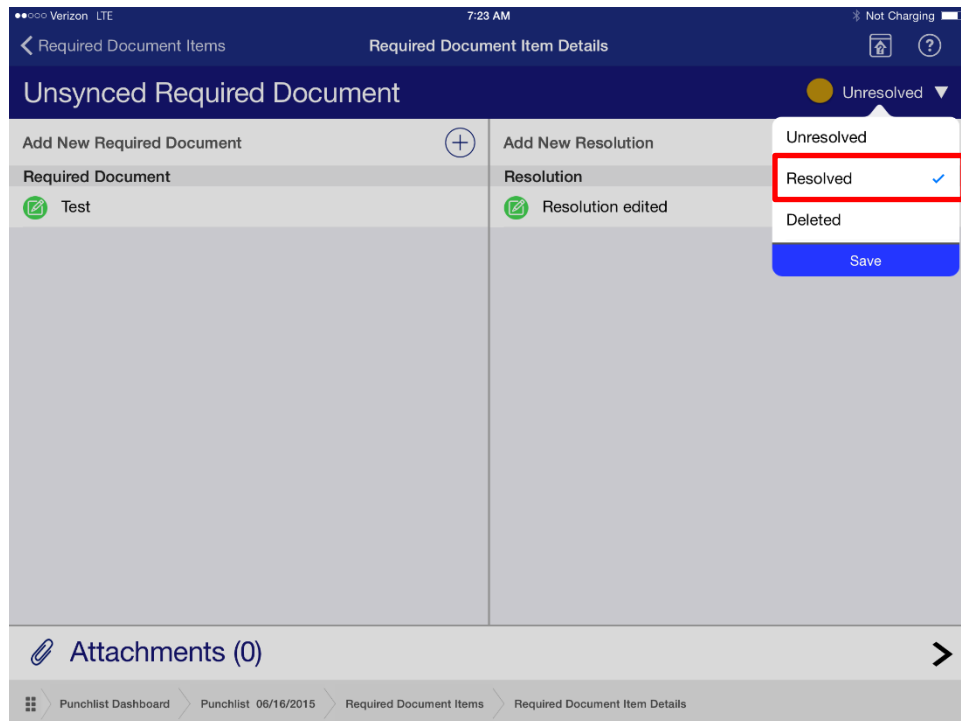 Verizon LTE 7:23 AM Not Charging
Required Document Items Required Document Item Details ?
Unsynced Required Document Unresolved
Add New Required Document Add New Resolution
Unresolved
Required Document Resolution
Resolved
Test Resolution edited
Deleted
Save
Attachments (0)
Punchlist Dashboard Punchlist 06/16/2015 Required Document Items Required Document Item Details